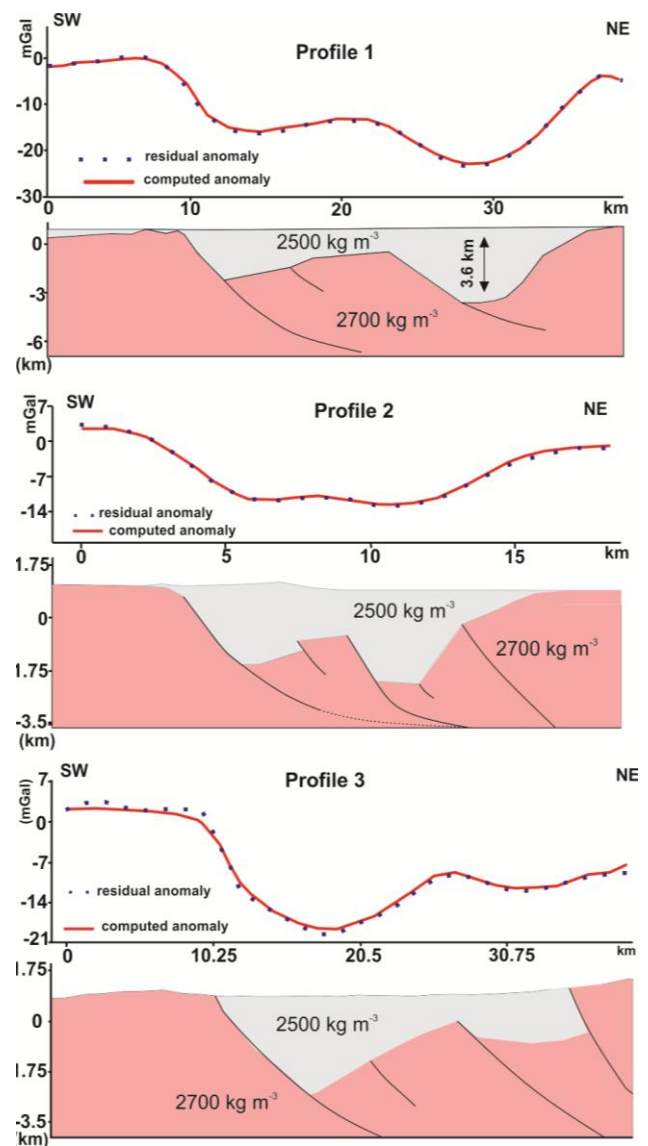 SW
NE
mGal
Profile 1
0
-10
-20
-30
residual anomaly
computed anomaly
0 10 20 30 km
0
-3
-6
(km)
2500 kg m-3
3.6 km
2700 kg m-3
SW
NE
mGal
Profile 2
7
0
-7
-14
residual anomaly
computed anomaly
0 5 10 15 km
1.75
0
1.75
-3.5
(km)
2500 kg m-3
2700 kg m-3
SW
NE
(mGal)
Profile 3
7
0
-7
-14
-21
residual anomaly
computed anomaly
0 10.25 20.5 30.75 km
1.75
0
1.75
-3.5
(km)
2500 kg m-3
2700 kg m-3